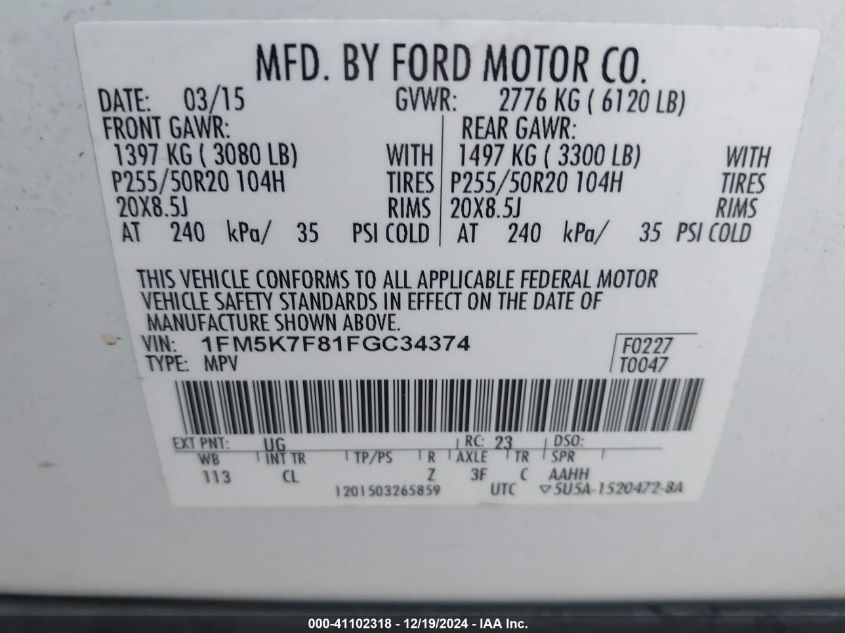 MFD. BY FORD MOTOR CO.
DATE: 03/15 GVWR: 2776 KG ( 6120 LB)
FRONT GAWR: REAR GAWR:
1397 KG ( 3080 LB) WITH 1497 KG ( 3300 LB) WITH
P255/50R20 104H TIRES P255/50R20 104H TIRES
20X8.5J RIMS 20X8.5J RIMS
AT 240 kPa/ 35 PSI COLD AT 240 kPa/ 35 PSI COLD
THIS VEHICLE CONFORMS TO ALL APPLICABLE FEDERAL MOTOR
VEHICLE SAFETY STANDARDS IN EFFECT ON THE DATE OF
MANUFACTURE SHOWN ABOVE.
VIN: 1FM5K7F81FGC34374 F0227
TYPE: MPV T0047
EXT PNT: UG RC: 23 DSO:
WB INT TR TP/PS R AXLE TR SPR
113 CL Z 3F C AAHH
1201503265859 UTC ▽5U5A-1520472-BA
000-41102318 - 12/19/2024 - IAA Inc.